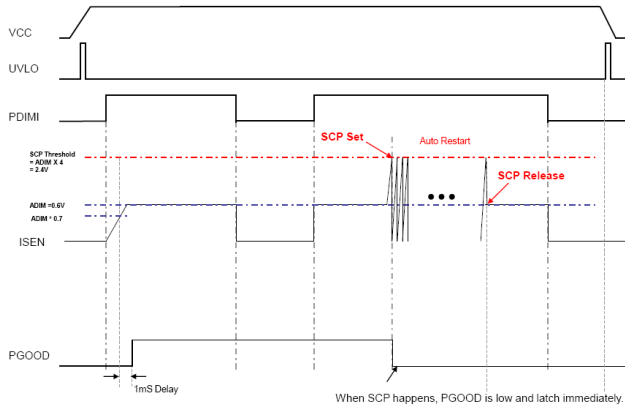 VCC
UVLO
PDIMI
SCP Set
Auto Restart
SCP Threshold
= ADIM X 4
= 2.4V
SCP Release
ADIM =0.6V
ADIM * 0.7
ISEN
PGOOD
1mS Delay
When SCP happens, PGOOD is low and latch immediately.